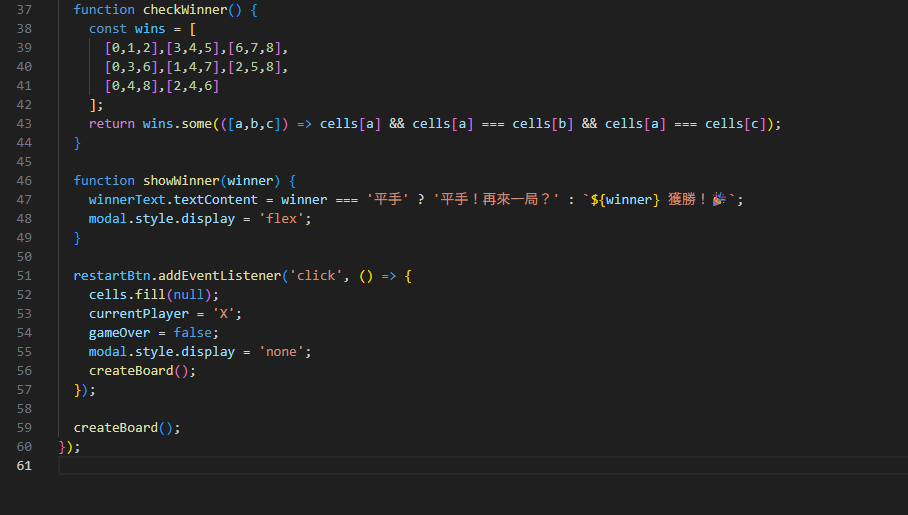 37 function checkWinner() {
38 const wins = [
39 [0,1,2],[3,4,5],[6,7,8],
40 [0,3,6],[1,4,7],[2,5,8],
41 [0,4,8],[2,4,6]
42 ];
43 return wins.some(([a,b,c]) => cells[a] && cells[a] === cells[b] && cells[a] === cells[c]);
44 }
45
46 function showWinner(winner) {
47 winnerText.textContent = winner === '平手' ? '平手！再來一局？' : `${winner} 獲勝！🎉`;
48 modal.style.display = 'flex';
49 }
50
51 restartBtn.addEventListener('click', () => {
52 cells.fill(null);
53 currentPlayer = 'X';
54 gameOver = false;
55 modal.style.display = 'none';
56 createBoard();
57 });
58
59 createBoard();
60 });
61